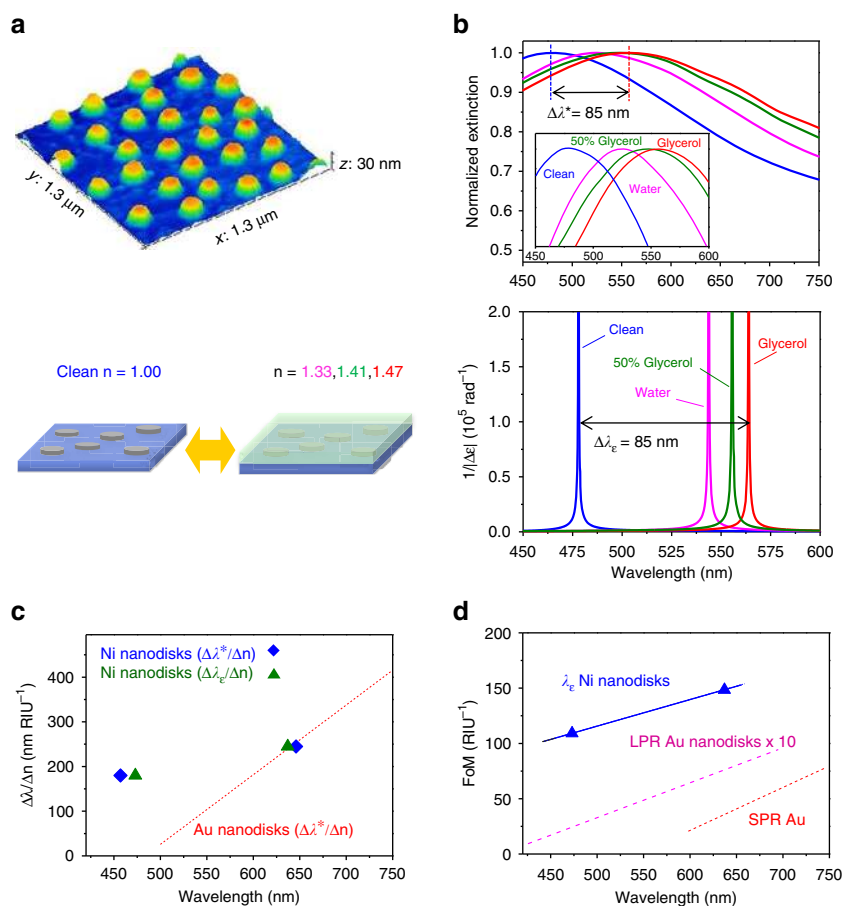 a
z: 30 nm
y: 1.3 μm
x: 1.3 μm
Clean n = 1.00
n = 1.33,1.41,1.47
b
Normalized extinction
1.0
0.9
0.8
0.7
0.6
0.5
Δλ*= 85 nm
50% Glycerol
Glycerol
Clean
Water
450 500 550 600
450 500 550 600 650 700 750
1/|Δε| (10⁵ rad⁻¹)
2.0
1.5
1.0
0.5
0.0
Clean
50% Glycerol
Glycerol
Water
Δλε = 85 nm
450 475 500 525 550 575 600
Wavelength (nm)
c
Δλ/Δn (nm RIU⁻¹)
400
300
200
100
0
Ni nanodisks (Δλ*/Δn)
Ni nanodisks (Δλε/Δn)
Au nanodisks (Δλ*/Δn)
450 500 550 600 650 700 750
Wavelength (nm)
d
FoM (RIU⁻¹)
200
150
100
50
0
λε Ni nanodisks
LPR Au nanodisks x 10
SPR Au
450 500 550 600 650 700 750
Wavelength (nm)